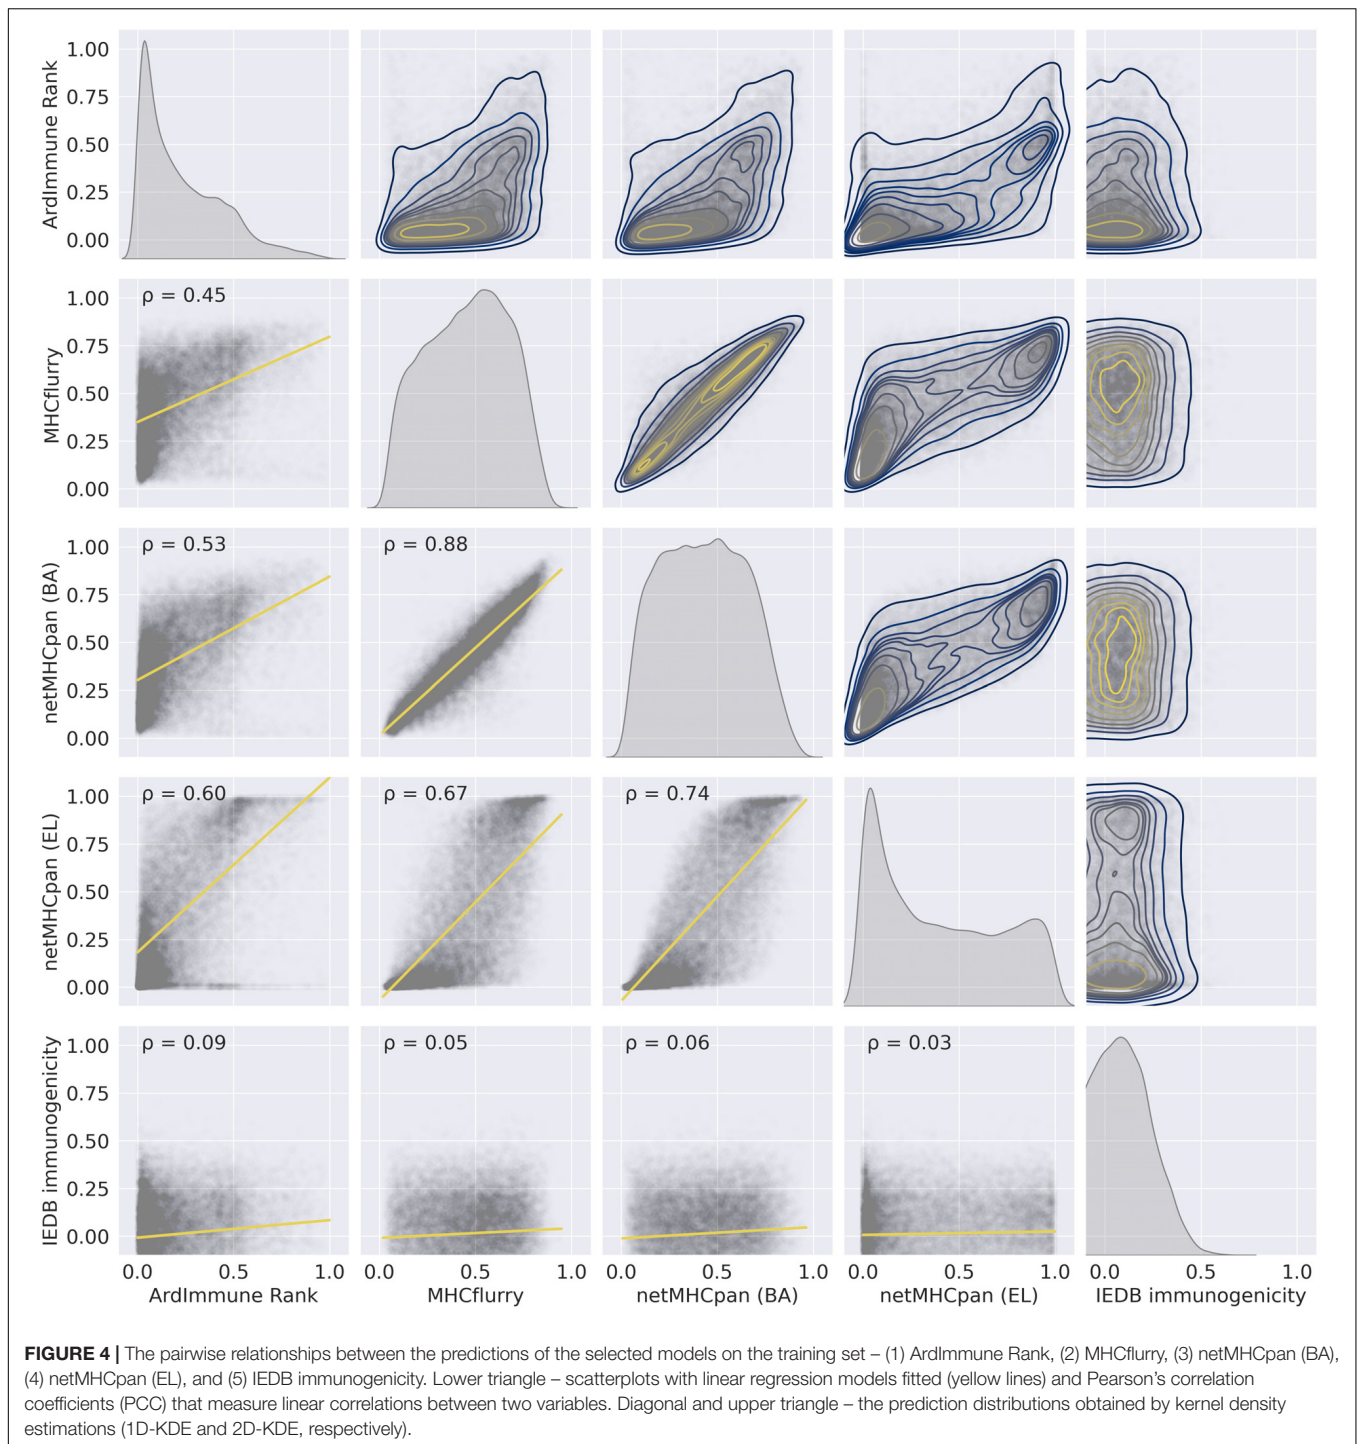 1.00
0.75
0.50
0.25
0.00
ArdImmune Rank
ρ = 0.45
1.00
0.75
0.50
0.25
0.00
MHCflurry
ρ = 0.53
ρ = 0.88
1.00
0.75
0.50
0.25
0.00
netMHCpan (BA)
ρ = 0.60
ρ = 0.67
ρ = 0.74
1.00
0.75
0.50
0.25
0.00
netMHCpan (EL)
ρ = 0.09
ρ = 0.05
ρ = 0.06
ρ = 0.03
1.00
0.75
0.50
0.25
0.00
IEDB immunogenicity
0.0 0.5 1.0 0.0 0.5 1.0 0.0 0.5 1.0 0.0 0.5 1.0 0.0 1.0
ArdImmune Rank MHCflurry netMHCpan (BA) netMHCpan (EL) IEDB immunogenicity
FIGURE 4 | The pairwise relationships between the predictions of the selected models on the training set – (1) ArdImmune Rank, (2) MHCflurry, (3) netMHCpan (BA),
(4) netMHCpan (EL), and (5) IEDB immunogenicity. Lower triangle – scatterplots with linear regression models fitted (yellow lines) and Pearson's correlation
coefficients (PCC) that measure linear correlations between two variables. Diagonal and upper triangle – the prediction distributions obtained by kernel density
estimations (1D-KDE and 2D-KDE, respectively).